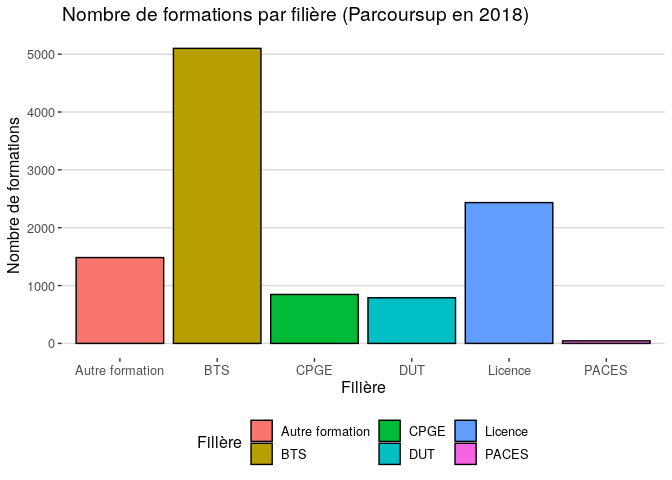 Nombre de formations par filière (Parcoursup en 2018)
Nombre de formations
5000
4000
3000
2000
1000
0
Autre formation BTS CPGE DUT Licence PACES
Filière
Filière
Autre formation CPGE Licence
BTS DUT PACES